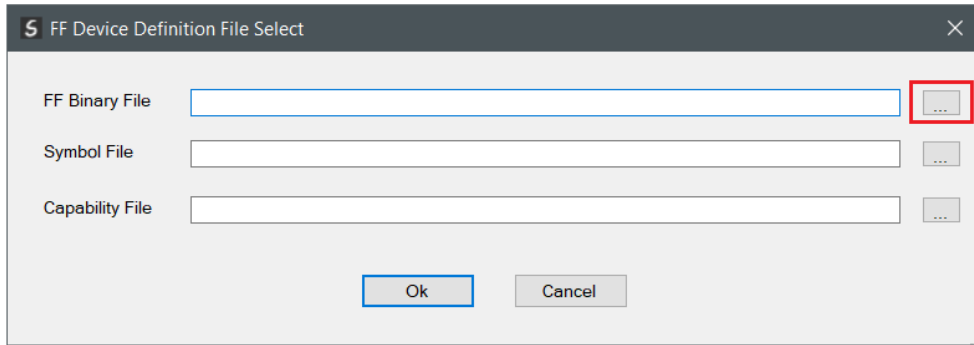 S FF Device Definition File Select
FF Binary File ...
Symbol File ...
Capability File ...
Ok Cancel